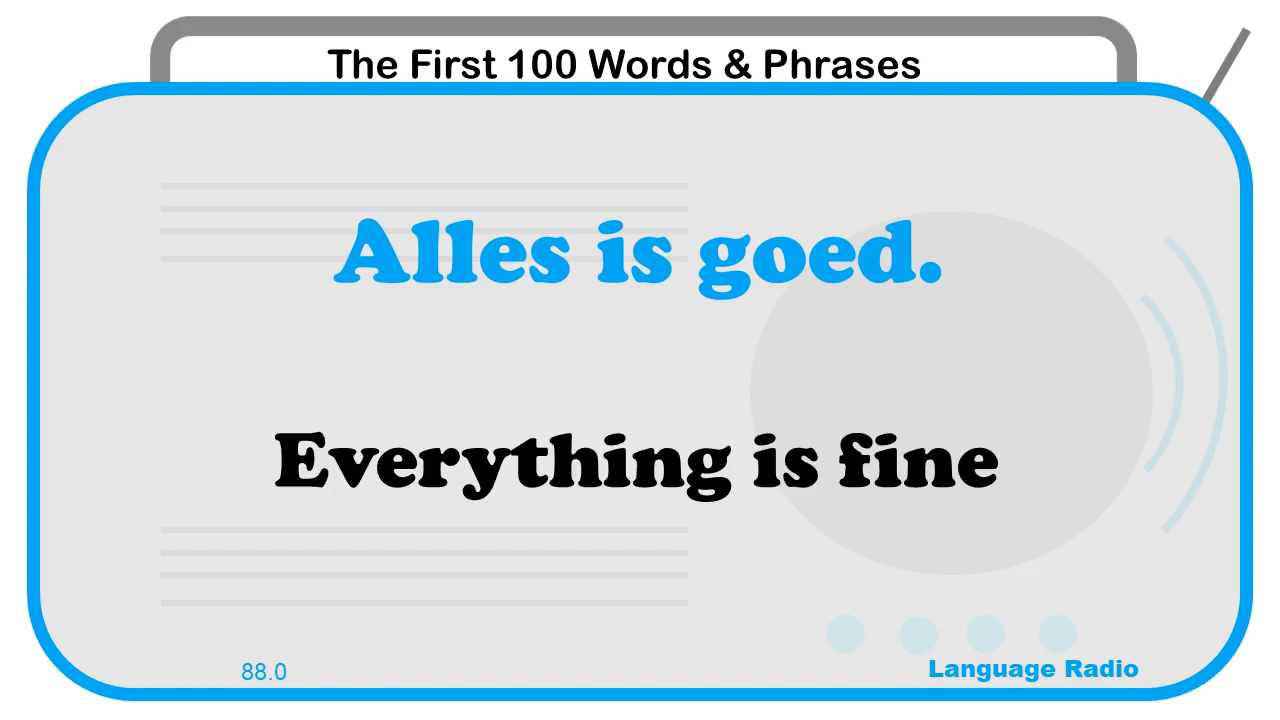 The First 100 Words & Phrases
Alles is goed.
Everything is fine
88.0
Language Radio